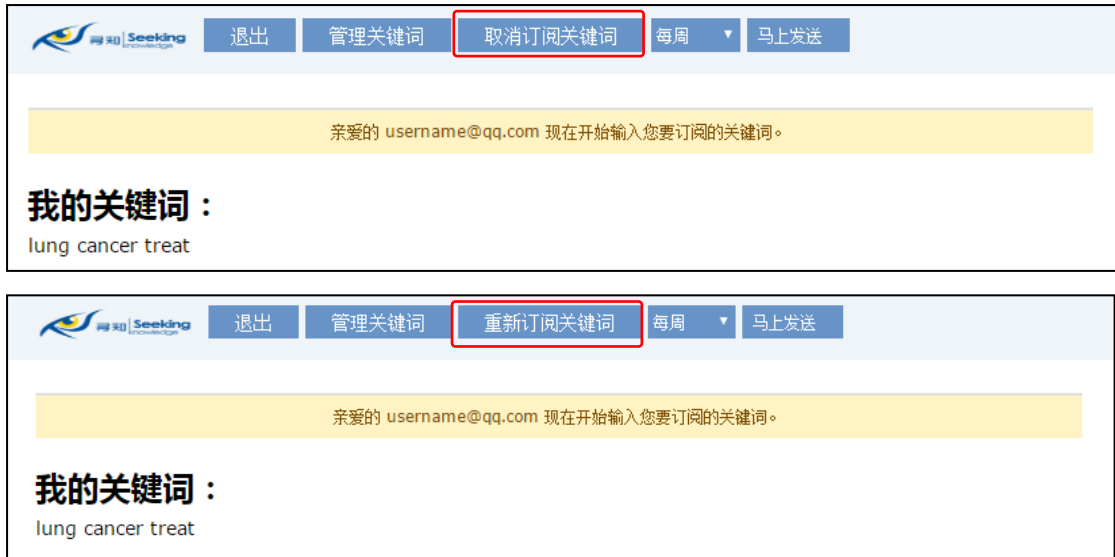 寻知 Seeking knowledge 退出 管理关键词 取消订阅关键词 每周 马上发送
亲爱的 username@qq.com 现在开始输入您要订阅的关键词。
我的关键词：
lung cancer treat
寻知 Seeking knowledge 退出 管理关键词 重新订阅关键词 每周 马上发送
亲爱的 username@qq.com 现在开始输入您要订阅的关键词。
我的关键词：
lung cancer treat